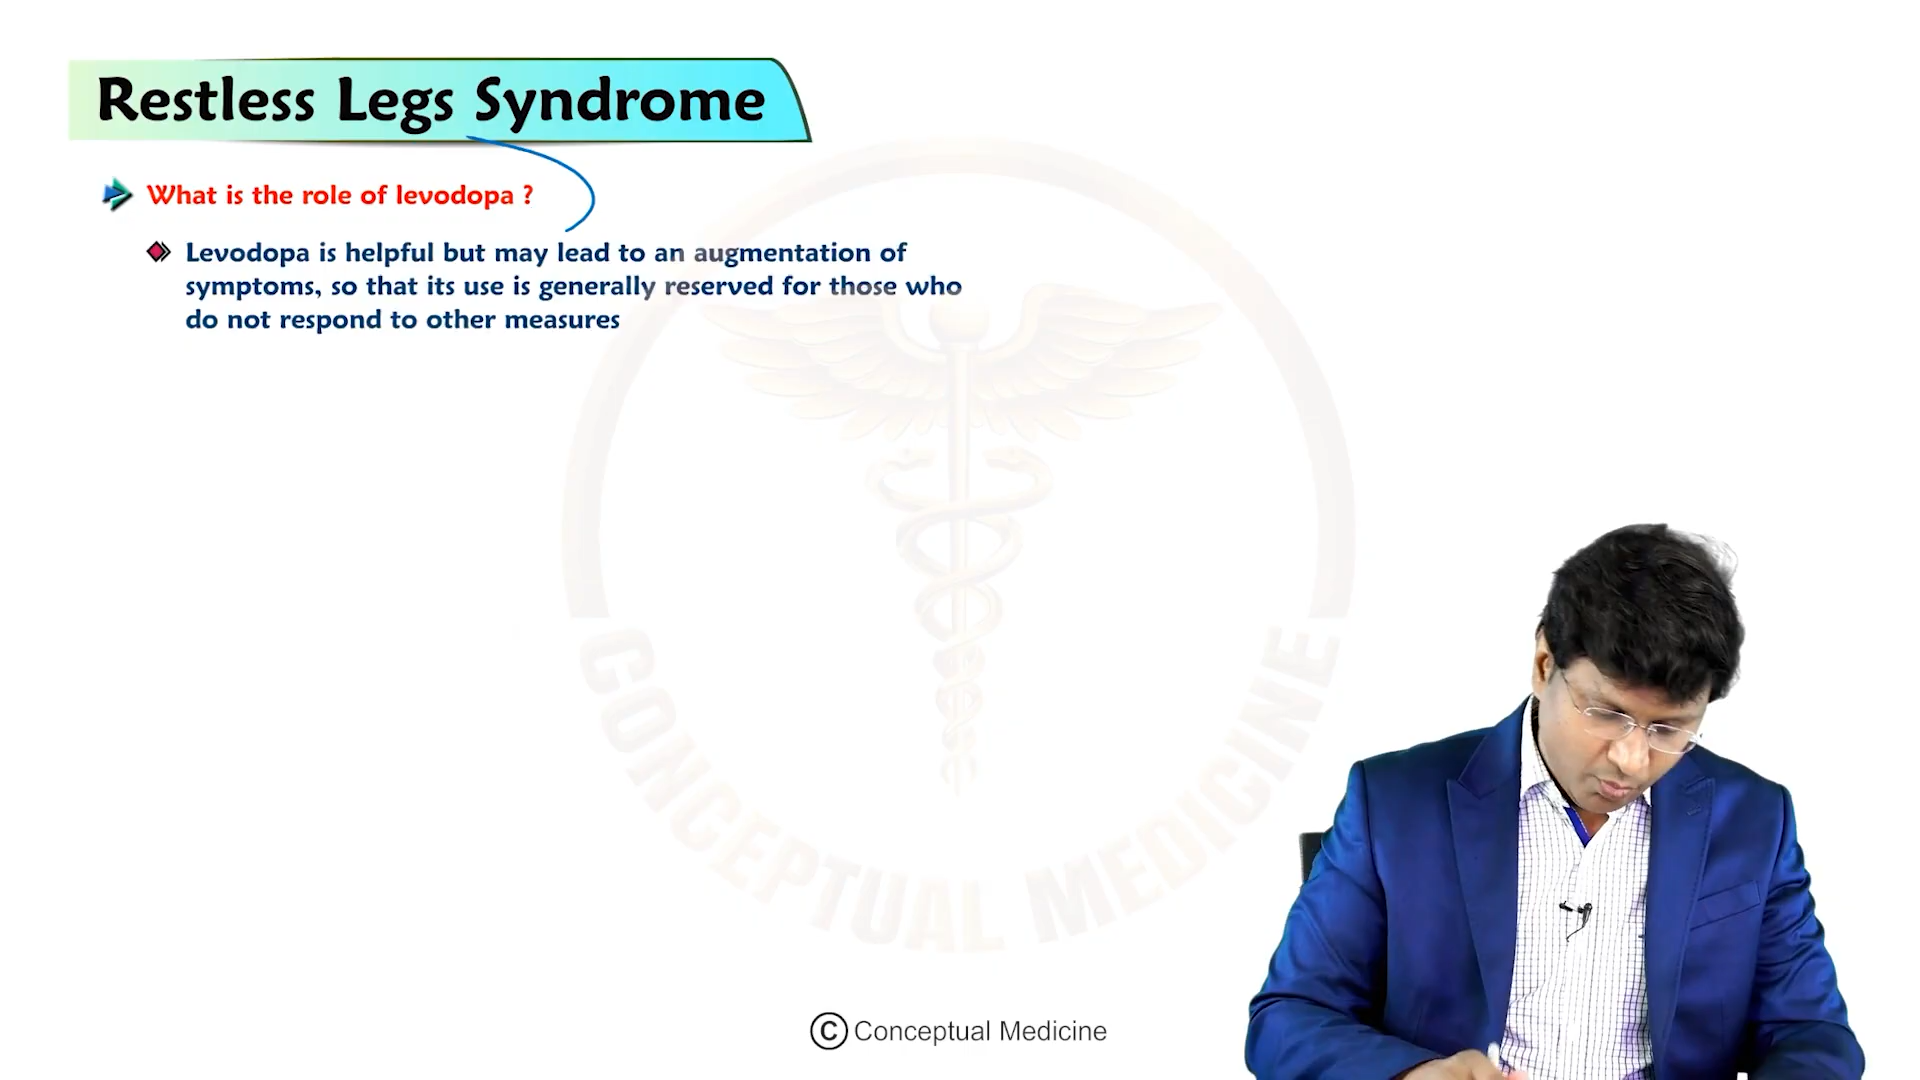 Restless Legs Syndrome
What is the role of levodopa ?
Levodopa is helpful but may lead to an augmentation of
symptoms, so that its use is generally reserved for those who
do not respond to other measures
CONCEPTUAL MEDICINE
© Conceptual Medicine